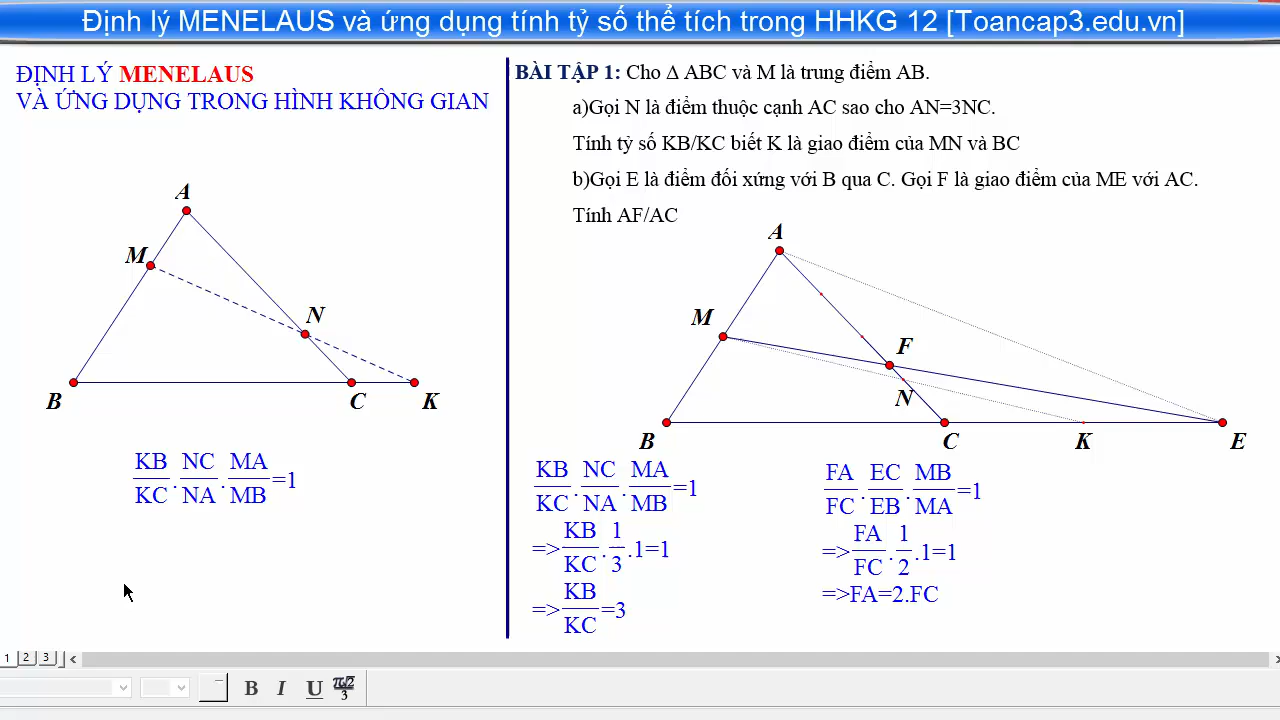 Định lý MENELAUS và ứng dụng tính tỷ số thể tích trong HHKG 12 [Toancap3.edu.vn]
ĐỊNH LÝ MENELAUS
VÀ ỨNG DỤNG TRONG HÌNH KHÔNG GIAN
A
M
N
B
C
K
KB/KC . NC/NA . MA/MB =1
BÀI TẬP 1: Cho Δ ABC và M là trung điểm AB.
a)Gọi N là điểm thuộc cạnh AC sao cho AN=3NC.
Tính tỷ số KB/KC biết K là giao điểm của MN và BC
b)Gọi E là điểm đối xứng với B qua C. Gọi F là giao điểm của ME với AC.
Tính AF/AC
A
M
F
N
B
C
K
E
KB/KC . NC/NA . MA/MB =1
=> KB/KC . 1/3 .1=1
=> KB/KC =3
FA/FC . EC/EB . MB/MA =1
=> FA/FC . 1/2 .1=1
=>FA=2.FC
1 2 3
B I U π√2/3